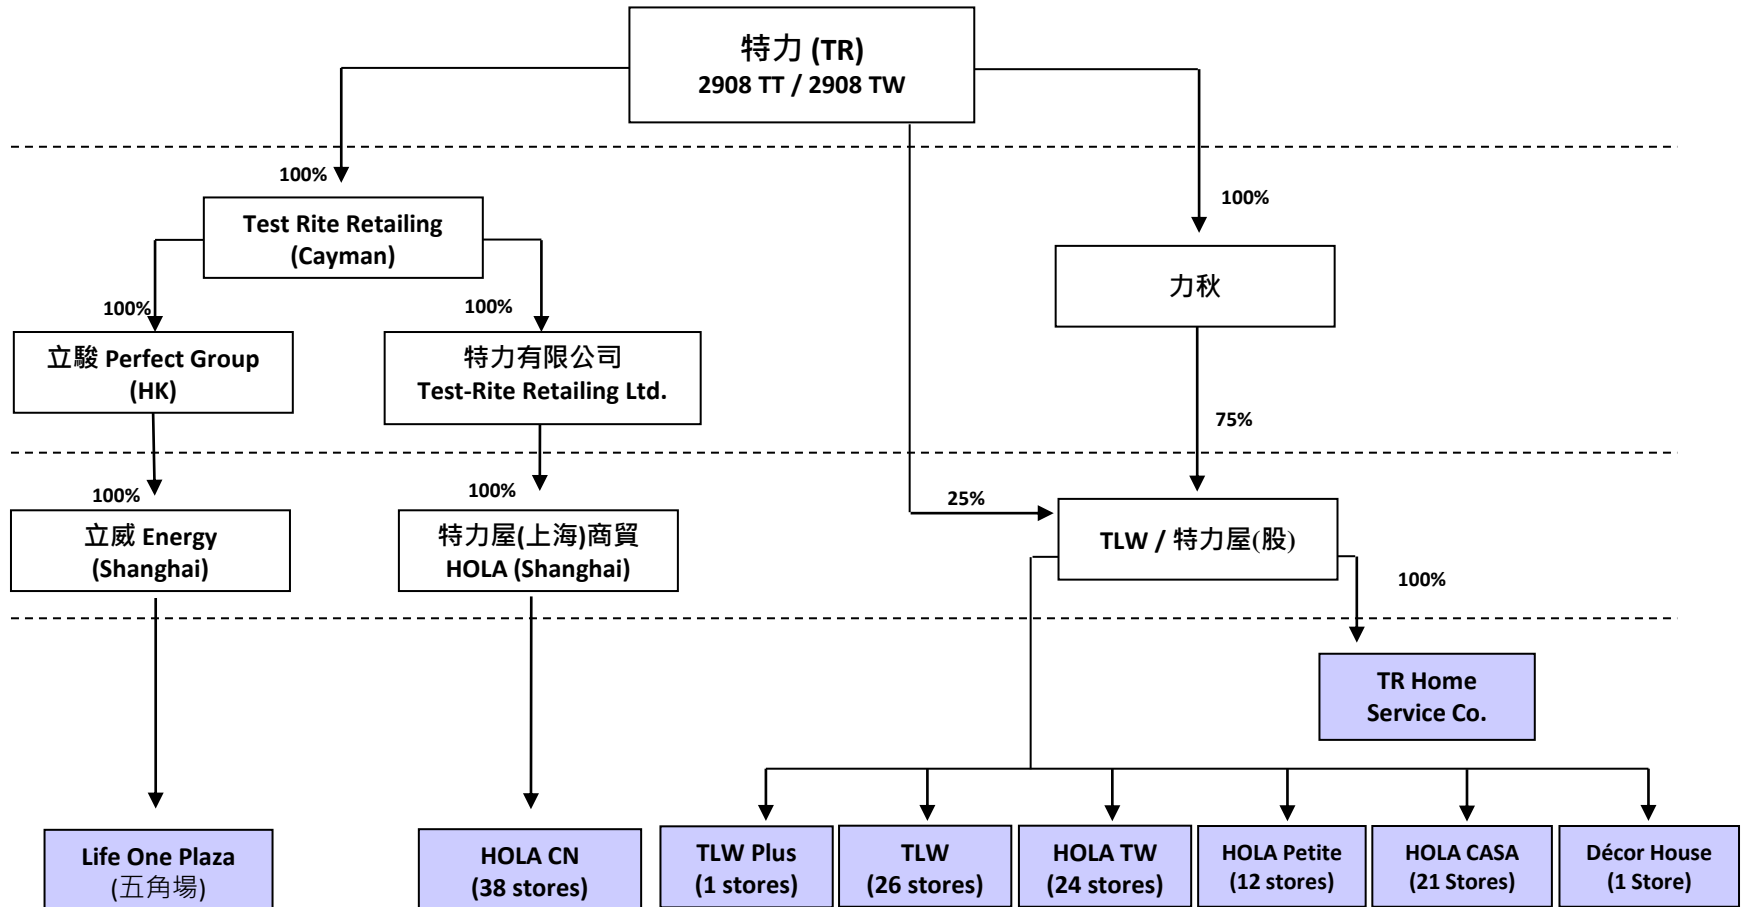 特力 (TR)
2908 TT / 2908 TW
100%
Test Rite Retailing
(Cayman)
100%
力秋
100%
立駿 Perfect Group
(HK)
100%
特力有限公司
Test-Rite Retailing Ltd.
75%
100%
立威 Energy
(Shanghai)
100%
特力屋(上海)商貿
HOLA (Shanghai)
25%
TLW / 特力屋(股)
100%
TR Home
Service Co.
Life One Plaza
(五角場)
HOLA CN
(38 stores)
TLW Plus
(1 stores)
TLW
(26 stores)
HOLA TW
(24 stores)
HOLA Petite
(12 stores)
HOLA CASA
(21 Stores)
Décor House
(1 Store)